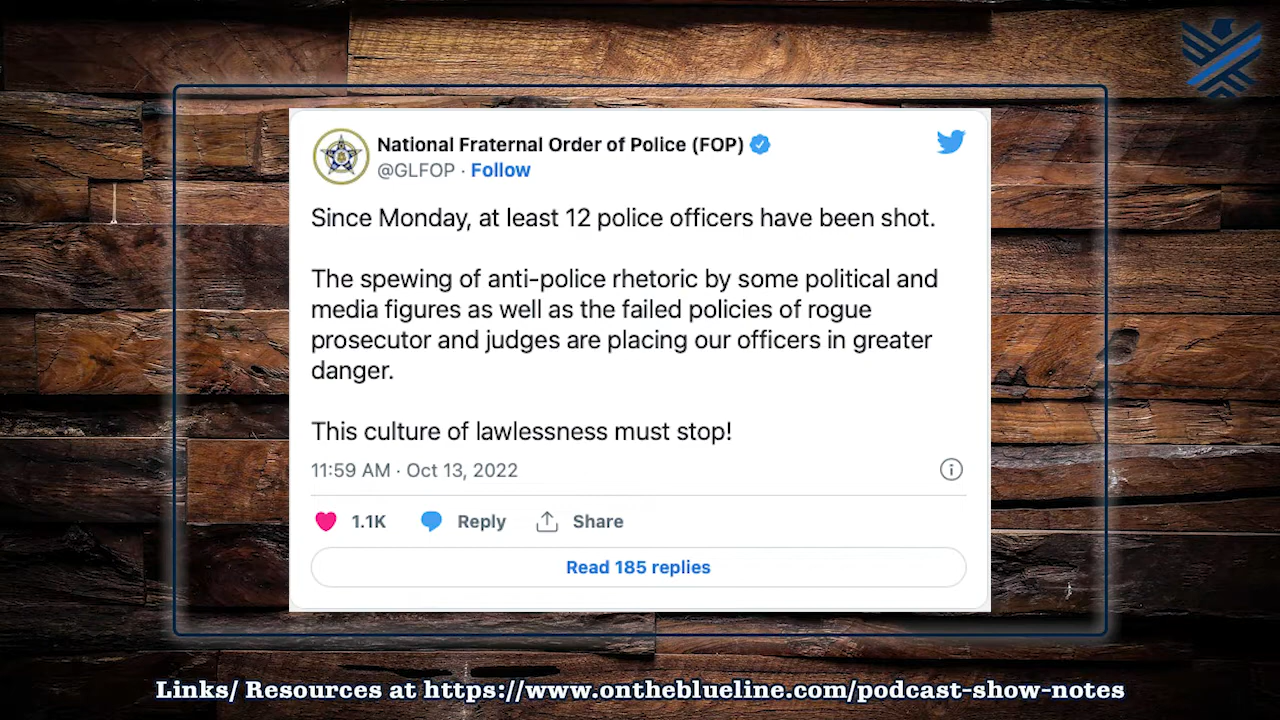 National Fraternal Order of Police (FOP)
@GLFOP · Follow
Since Monday, at least 12 police officers have been shot.
The spewing of anti-police rhetoric by some political and
media figures as well as the failed policies of rogue
prosecutor and judges are placing our officers in greater
danger.
This culture of lawlessness must stop!
11:59 AM · Oct 13, 2022
1.1K Reply Share
Read 185 replies
Links/ Resources at https://www.ontheblueline.com/podcast-show-notes